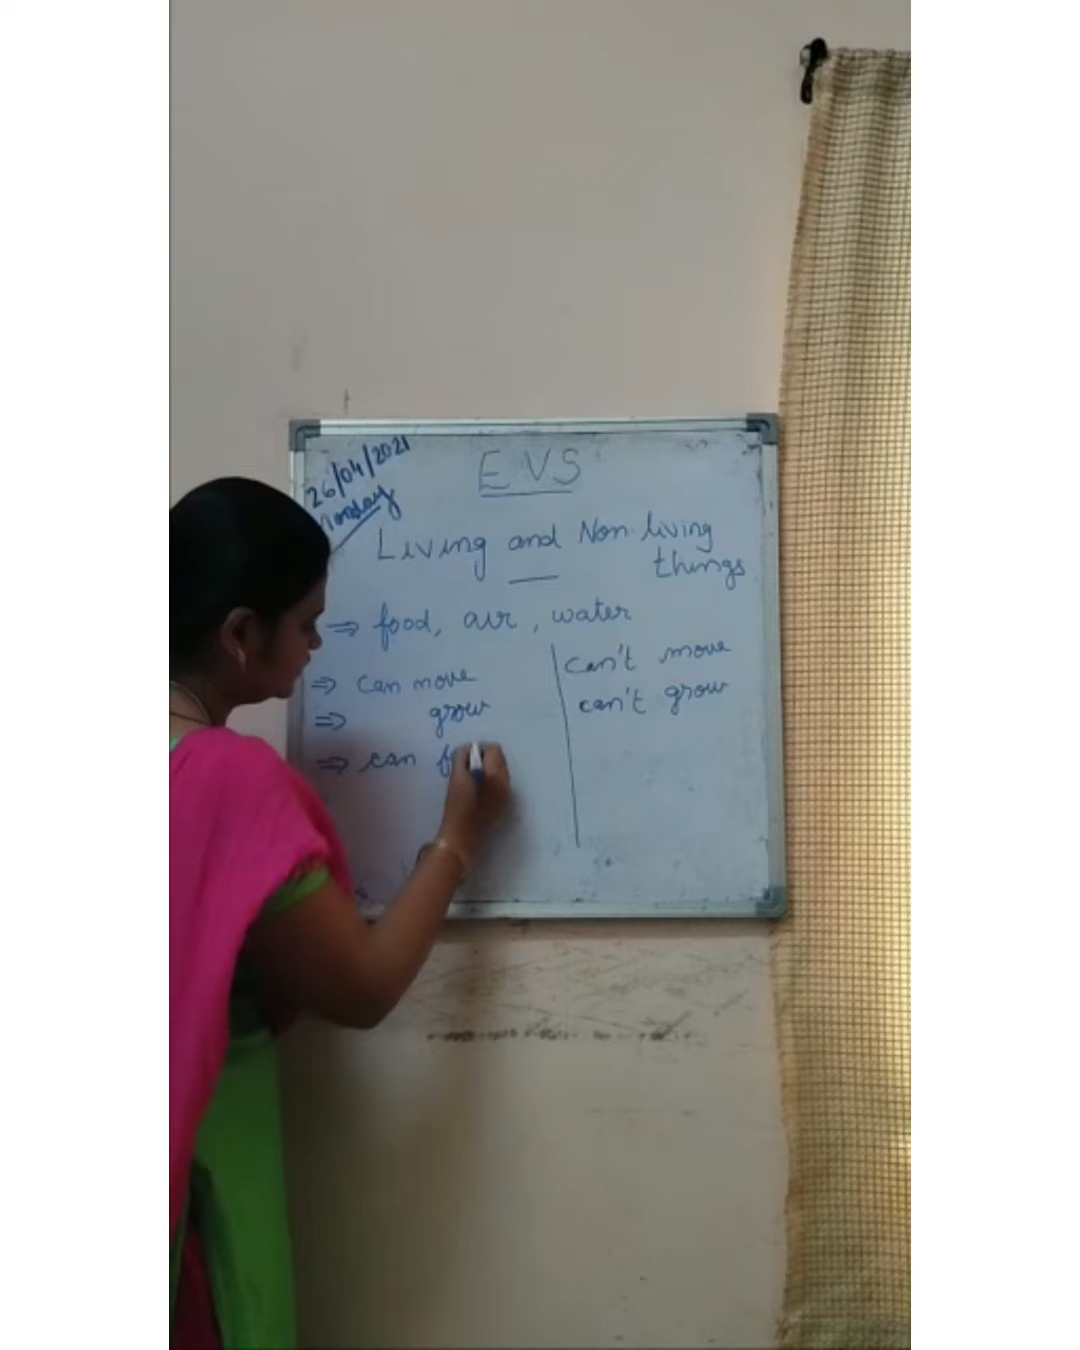 26/04/2021
Monday
EVS
Living and Non-living
things
⇒ food, air, water
⇒ can move
can't move
⇒ grow
can't grow
⇒ can